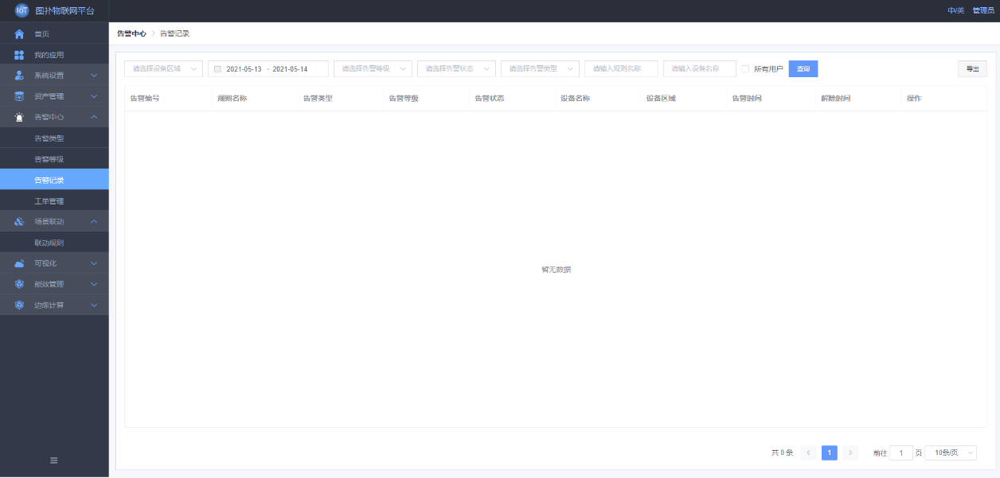 IOT 图扑物联网平台
中/英 管理员
首页
我的应用
系统设置
资产管理
告警中心
告警类型
告警等级
告警记录
工单管理
场景联动
联动规则
可视化
能效管理
边缘计算
告警中心 > 告警记录
请选择设备区域 2021-05-13 - 2021-05-14 请选择告警等级 请选择告警状态 请选择告警类型 请输入规则名称 请输入设备名称 所有用户 查询 导出
告警编号 规则名称 告警类型 告警等级 告警状态 设备名称 设备区域 告警时间 解除时间 操作
暂无数据
共 0 条 < 1 > 前往 1 页 10条/页